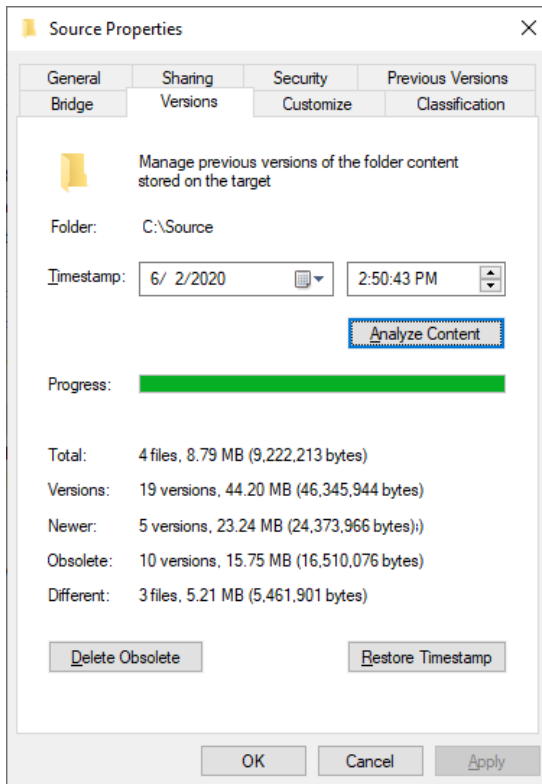 Source Properties
General Sharing Security Previous Versions
Bridge Versions Customize Classification
Manage previous versions of the folder content
stored on the target
Folder: C:\Source
Timestamp: 6/ 2/2020 2:50:43 PM
Analyze Content
Progress:
Total: 4 files, 8.79 MB (9,222,213 bytes)
Versions: 19 versions, 44.20 MB (46,345,944 bytes)
Newer: 5 versions, 23.24 MB (24,373,966 bytes);)
Obsolete: 10 versions, 15.75 MB (16,510,076 bytes)
Different: 3 files, 5.21 MB (5,461,901 bytes)
Delete Obsolete Restore Timestamp
OK Cancel Apply